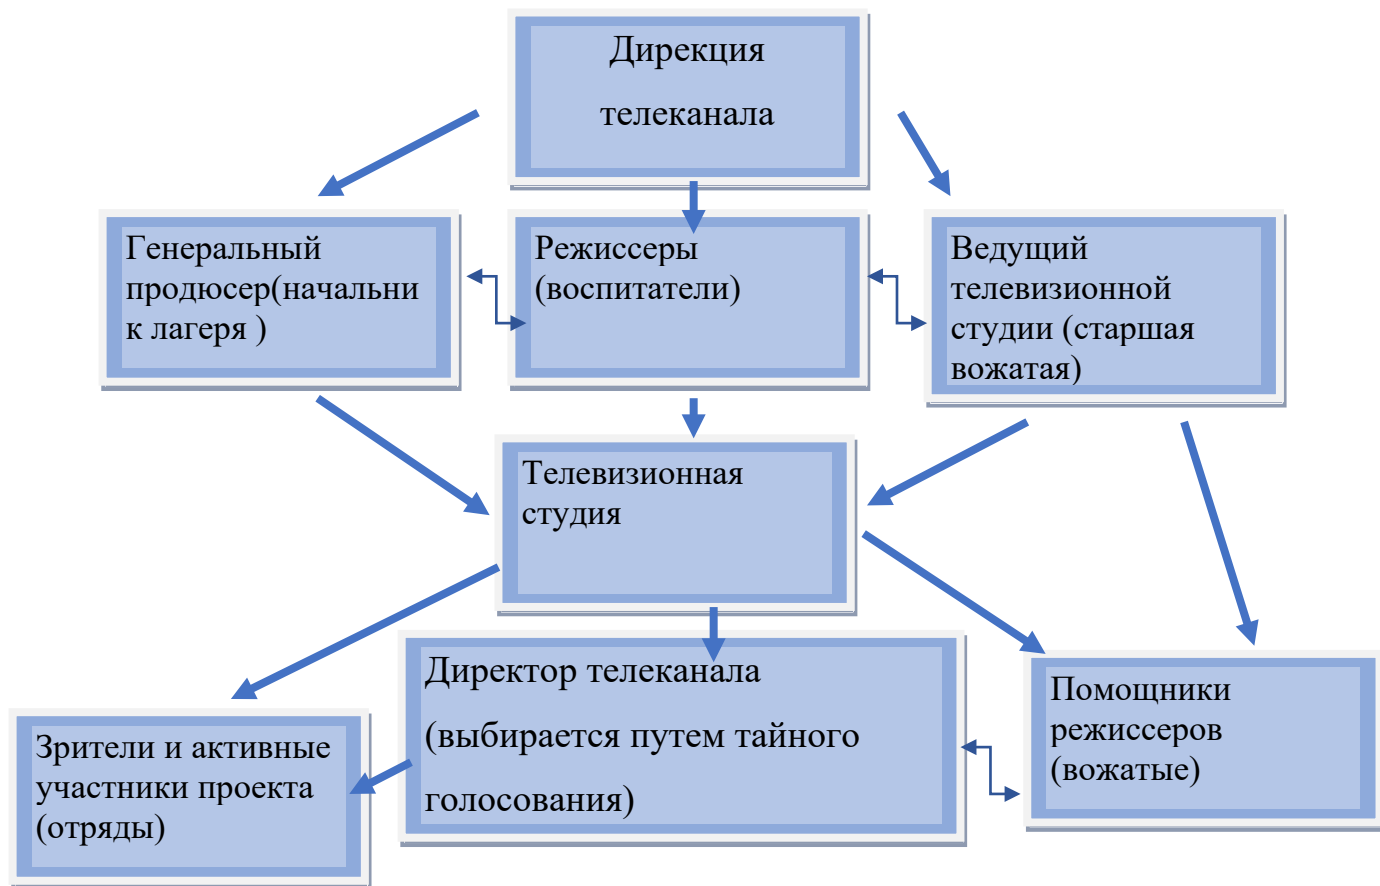 Дирекция
телеканала
Генеральный
продюсер(начальни
к лагеря )
Режиссеры
(воспитатели)
Ведущий
телевизионной
студии (старшая
вожатая)
Телевизионная
студия
Директор телеканала
(выбирается путем тайного
голосования)
Помощники
режиссеров
(вожатые)
Зрители и активные
участники проекта
(отряды)